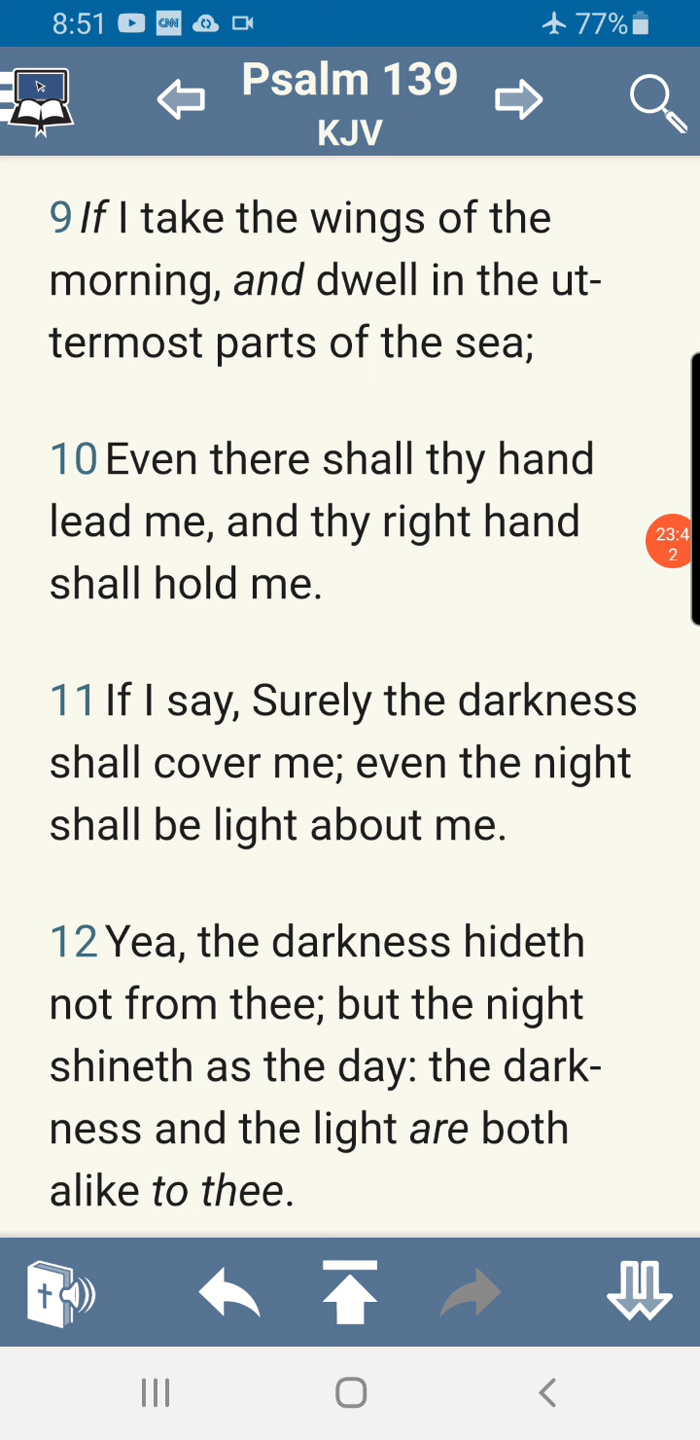 8:51 CNN 77%
Psalm 139
KJV
9 If I take the wings of the
morning, and dwell in the ut-
termost parts of the sea;
10 Even there shall thy hand
lead me, and thy right hand
shall hold me.
23:4
2
11 If I say, Surely the darkness
shall cover me; even the night
shall be light about me.
12 Yea, the darkness hideth
not from thee; but the night
shineth as the day: the dark-
ness and the light are both
alike to thee.